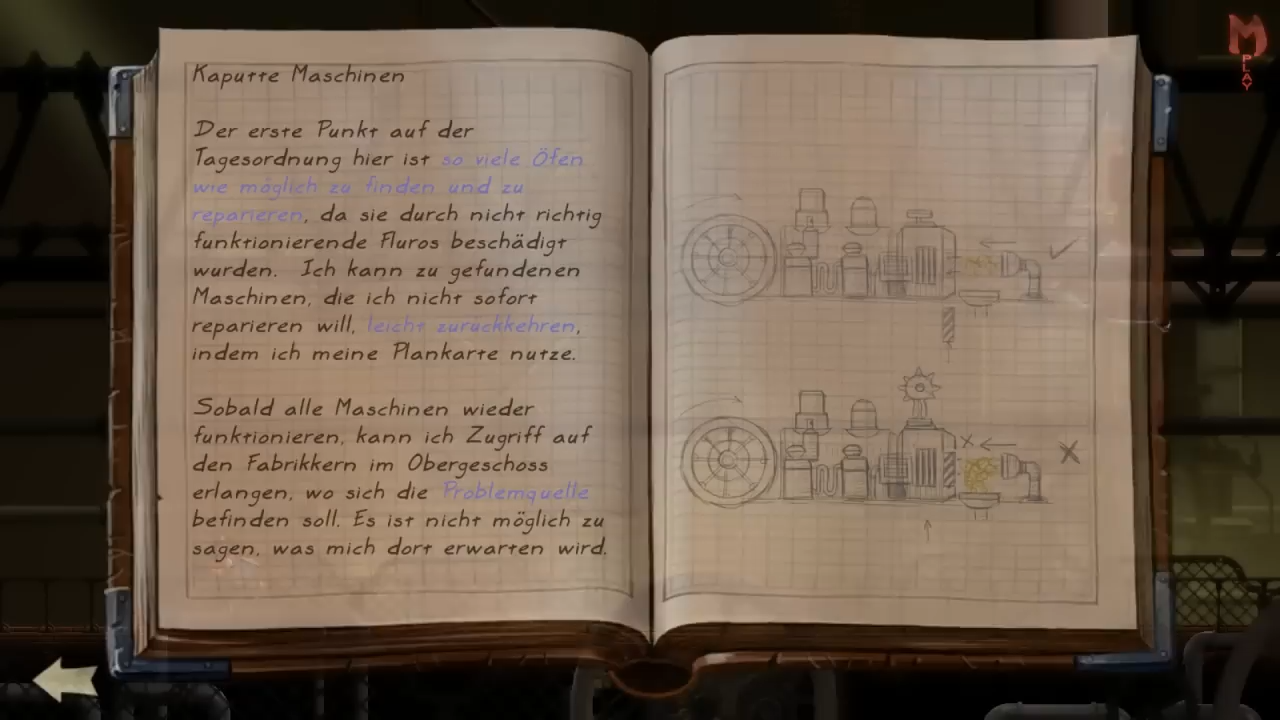 Kaputte Maschinen
Der erste Punkt auf der
Tagesordnung hier ist so viele Öfen
wie möglich zu finden und zu
reparieren, da sie durch nicht richtig
funktionierende Fluros beschädigt
wurden. Ich kann zu gefundenen
Maschinen, die ich nicht sofort
reparieren will, leicht zurückkehren,
indem ich meine Plankarte nutze.
Sobald alle Maschinen wieder
funktionieren, kann ich Zugriff auf
den Fabrikkern im Obergeschoss
erlangen, wo sich die Problemquelle
befinden soll. Es ist nicht möglich zu
sagen, was mich dort erwarten wird.
M
PLAY